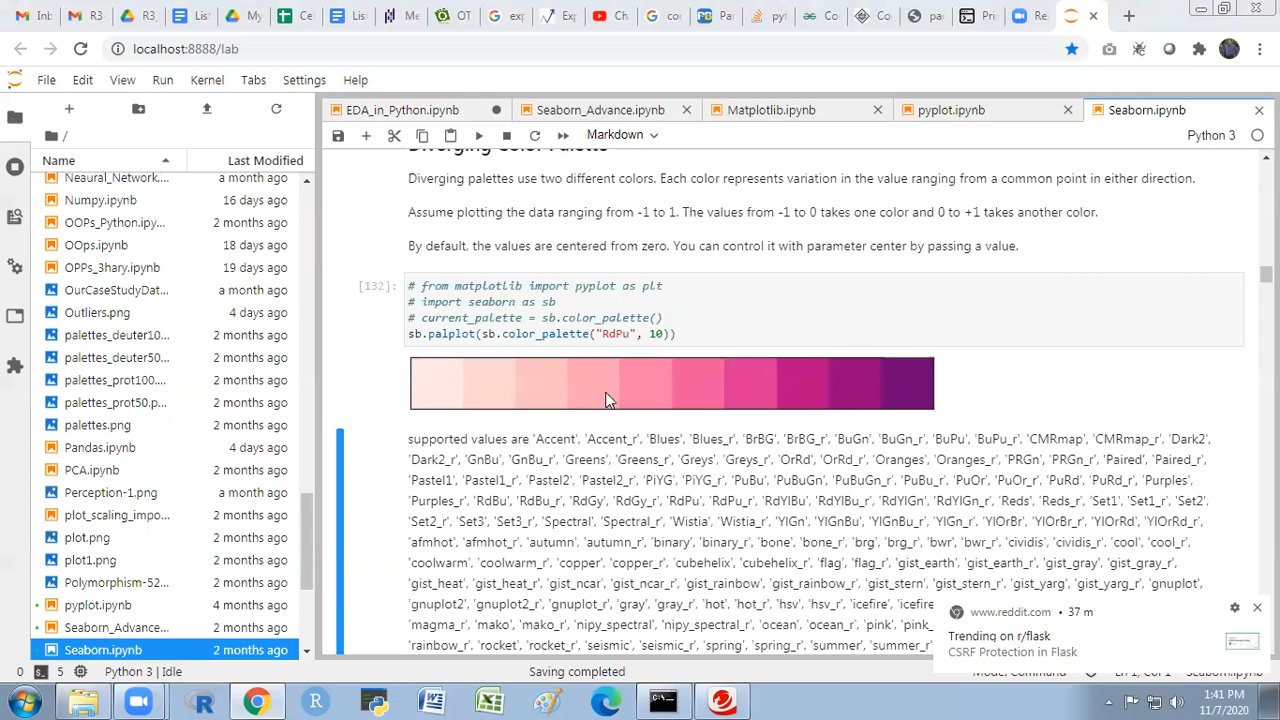 localhost:8888/lab
File Edit View Run Kernel Tabs Settings Help
EDA_in_Python.ipynb Seaborn_Advance.ipynb Matplotlib.ipynb pyplot.ipynb Seaborn.ipynb
Markdown Python 3
/
Name Last Modified
Neaural_Network... a month ago
Numpy.ipynb 16 days ago
OOPs_Python.ipy... 2 months ago
OOps.ipynb 18 days ago
OPPs_3hary.ipynb 19 days ago
OurCaseStudyDat... 2 months ago
Outliers.png 2 months ago
palettes_deuter10... 2 months ago
palettes_deuter50... 2 months ago
palettes_prot100.... 2 months ago
palettes_prot50.p... 2 months ago
palettes.png 2 months ago
Pandas.ipynb 4 days ago
PCA.ipynb 2 months ago
Perception-1.png a month ago
plot_scaling_impo... 2 months ago
plot.png 2 months ago
plot1.png 2 months ago
Polymorphism-52... 2 months ago
pyplot.ipynb 4 months ago
Seaborn_Advance... 2 months ago
Seaborn.ipynb 2 months ago
Diverging Color Palette
Diverging palettes use two different colors. Each color represents variation in the value ranging from a common point in either direction.
Assume plotting the data ranging from -1 to 1. The values from -1 to 0 takes one color and 0 to +1 takes another color.
By default, the values are centered from zero. You can control it with parameter center by passing a value.
[132]: # from matplotlib import pyplot as plt
# import seaborn as sb
# current_palette = sb.color_palette()
sb.palplot(sb.color_palette("RdPu", 10))
supported values are 'Accent', 'Accent_r', 'Blues', 'Blues_r', 'BrBG', 'BrBG_r', 'BuGn', 'BuGn_r', 'BuPu', 'BuPu_r', 'CMRmap', 'CMRmap_r', 'Dark2',
'Dark2_r', 'GnBu', 'GnBu_r', 'Greens', 'Greens_r', 'Greys', 'Greys_r', 'OrRd', 'OrRd_r', 'Oranges', 'Oranges_r', 'PRGn', 'PRGn_r', 'Paired', 'Paired_r',
'Pastel1', 'Pastel1_r', 'Pastel2', 'Pastel2_r', 'PiYG', 'PiYG_r', 'PuBu', 'PuBuGn', 'PuBuGn_r', 'PuBu_r', 'PuOr', 'PuOr_r', 'PuRd', 'PuRd_r', 'Purples',
'Purples_r', 'RdBu', 'RdBu_r', 'RdGy', 'RdGy_r', 'RdPu', 'RdPu_r', 'RdYlBu', 'RdYlBu_r', 'RdYlGn', 'RdYlGn_r', 'Reds', 'Reds_r', 'Set1', 'Set1_r', 'Set2',
'Set2_r', 'Set3', 'Set3_r', 'Spectral', 'Spectral_r', 'Wistia', 'Wistia_r', 'YlGn', 'YlGnBu', 'YlGnBu_r', 'YlGn_r', 'YlOrBr', 'YlOrBr_r', 'YlOrRd', 'YlOrRd_r',
'afmhot', 'afmhot_r', 'autumn', 'autumn_r', 'binary', 'binary_r', 'bone', 'bone_r', 'brg', 'brg_r', 'bwr', 'bwr_r', 'cividis', 'cividis_r', 'cool', 'cool_r',
'coolwarm', 'coolwarm_r', 'copper', 'copper_r', 'cubehelix', 'cubehelix_r', 'flag', 'flag_r', 'gist_earth', 'gist_earth_r', 'gist_gray', 'gist_gray_r',
'gist_heat', 'gist_heat_r', 'gist_ncar', 'gist_ncar_r', 'gist_rainbow', 'gist_rainbow_r', 'gist_stern', 'gist_stern_r', 'gist_yarg', 'gist_yarg_r', 'gnuplot',
'gnuplot2', 'gnuplot2_r', 'gnuplot_r', 'gray', 'gray_r', 'hot', 'hot_r', 'hsv', 'hsv_r', 'icefire',
'magma_r', 'mako', 'mako_r', 'nipy_spectral', 'nipy_spectral_r', 'ocean', 'ocean_r', 'pink',
'rainbow_r', 'rocket', 'rocket_r', 'seismic', 'seismic_r', 'spring', 'spring_r', 'summer', 'summer_r',
www.reddit.com • 37 m
Trending on r/flask
CSRF Protection in Flask
0 5 Python 3 | Idle Saving completed
1:41 PM
11/7/2020